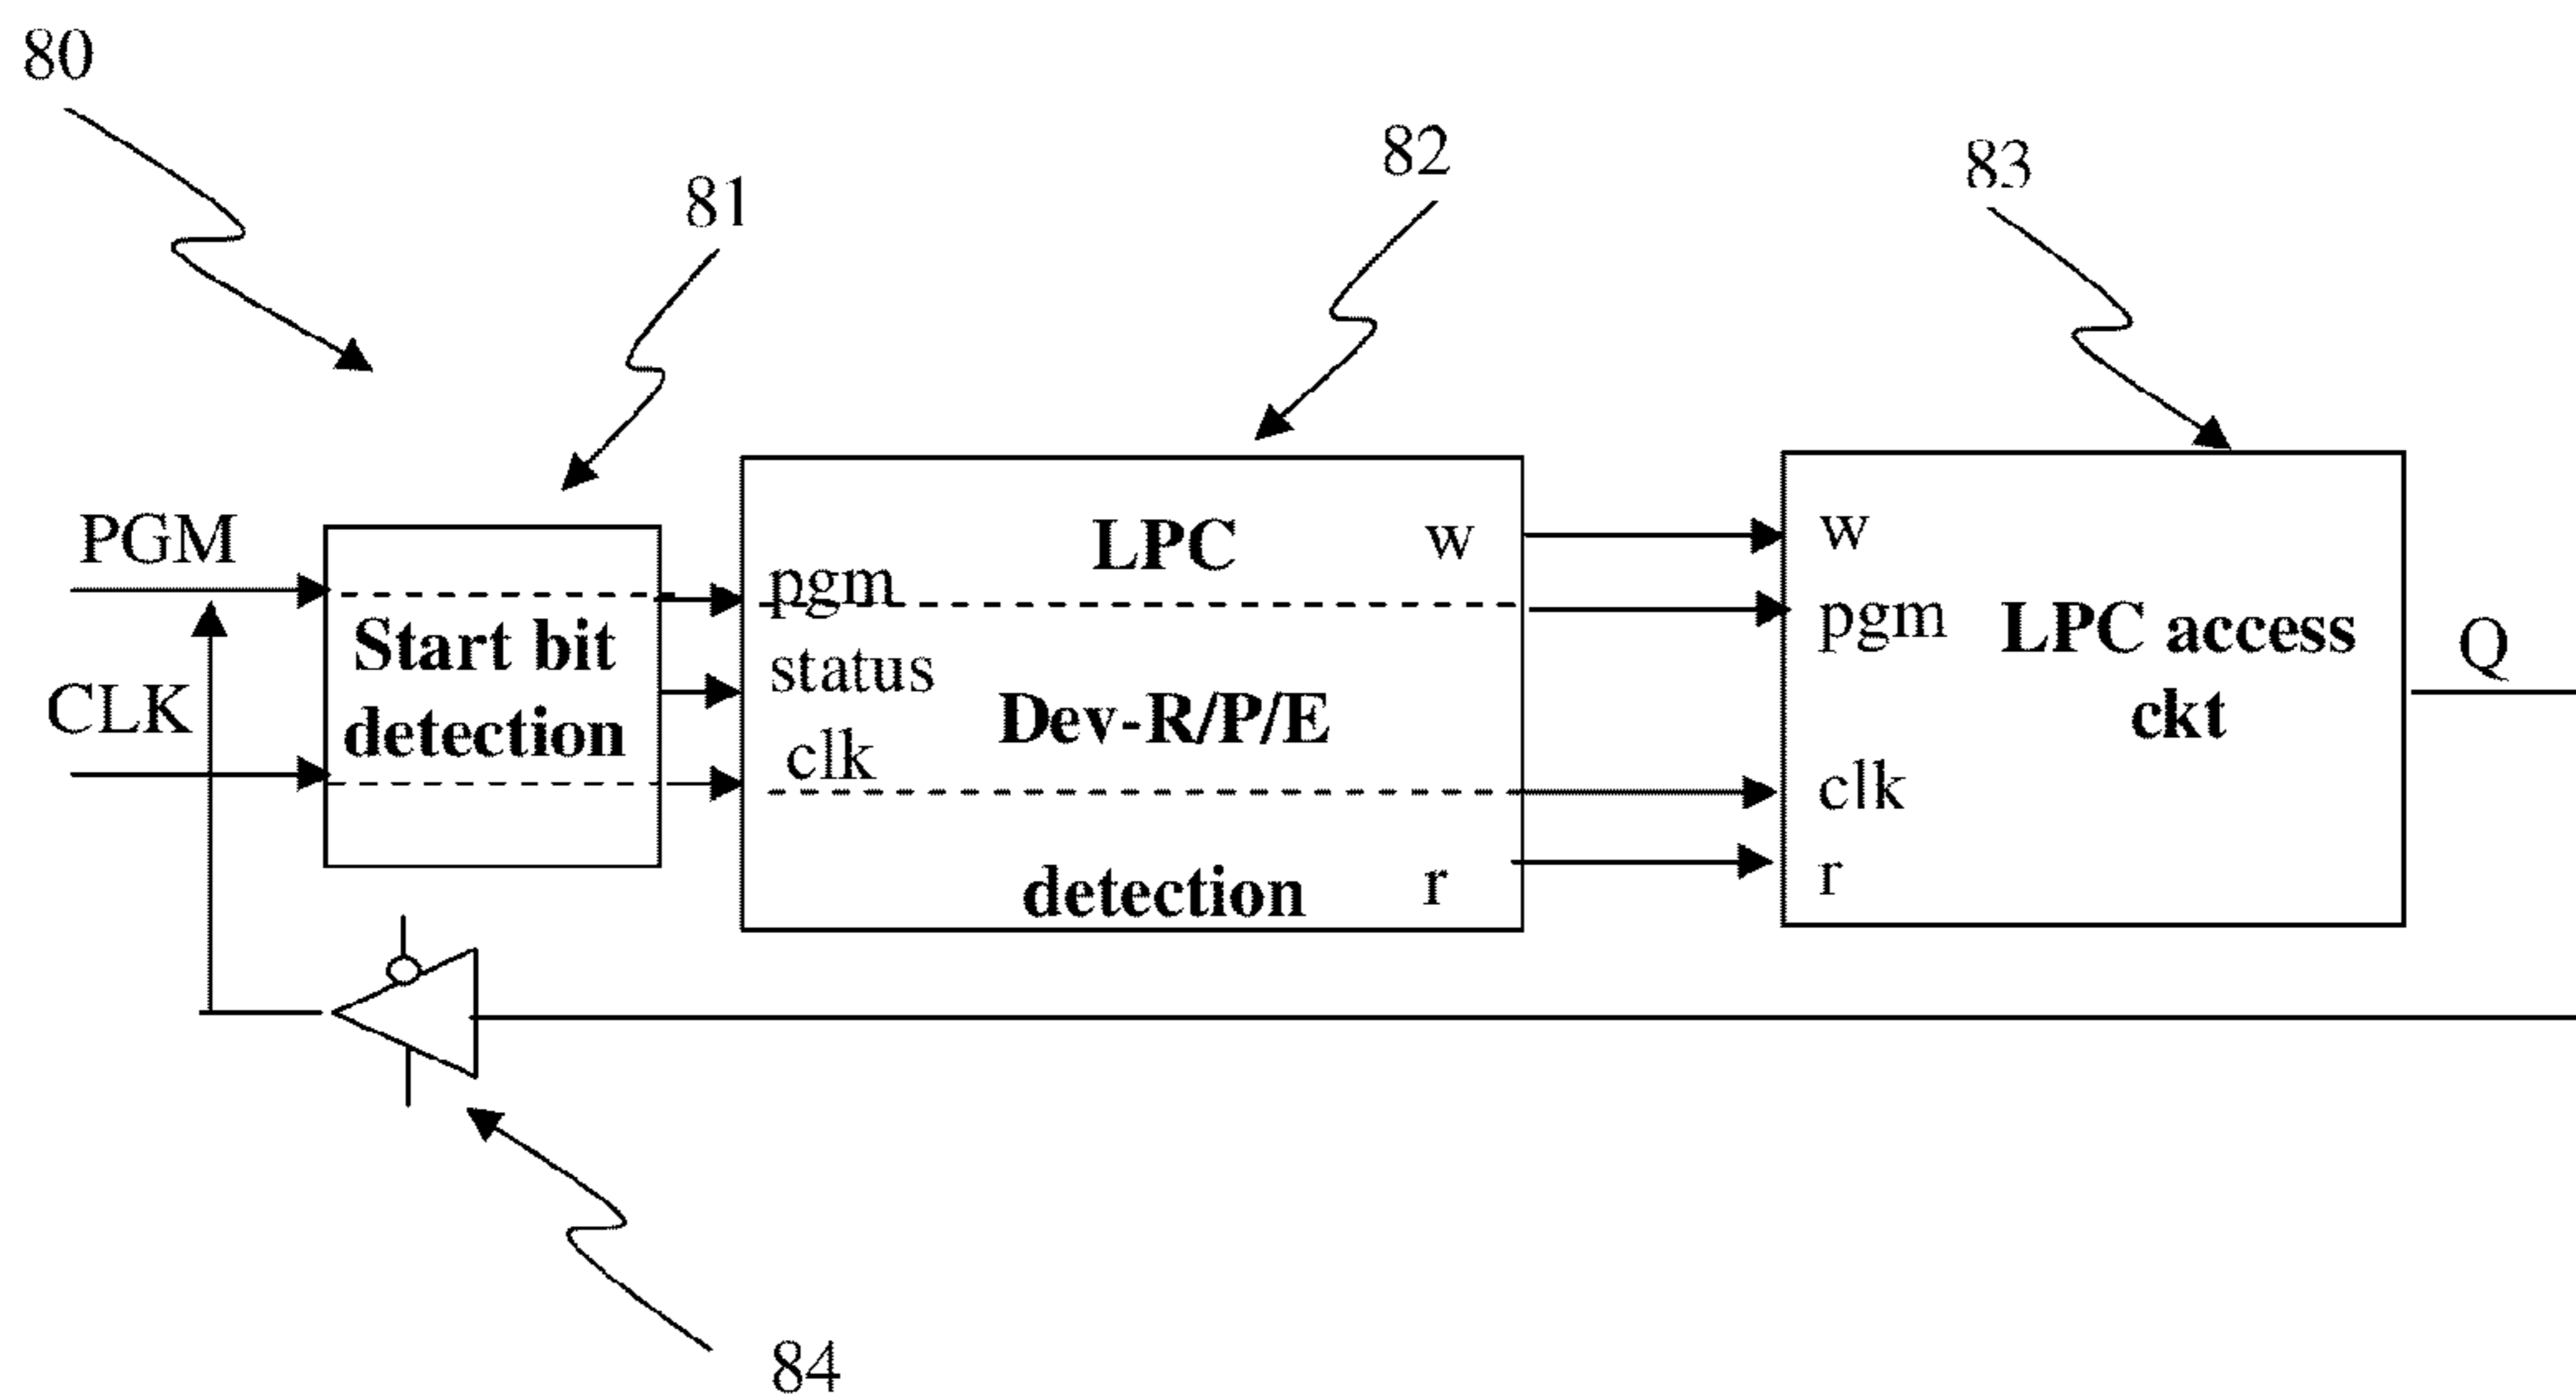 80
81
82
83
PGM
CLK
Start bit
detection
pgm
status
clk
LPC
Dev-R/P/E
detection
w
r
w
pgm
clk
r
LPC access
ckt
Q
84